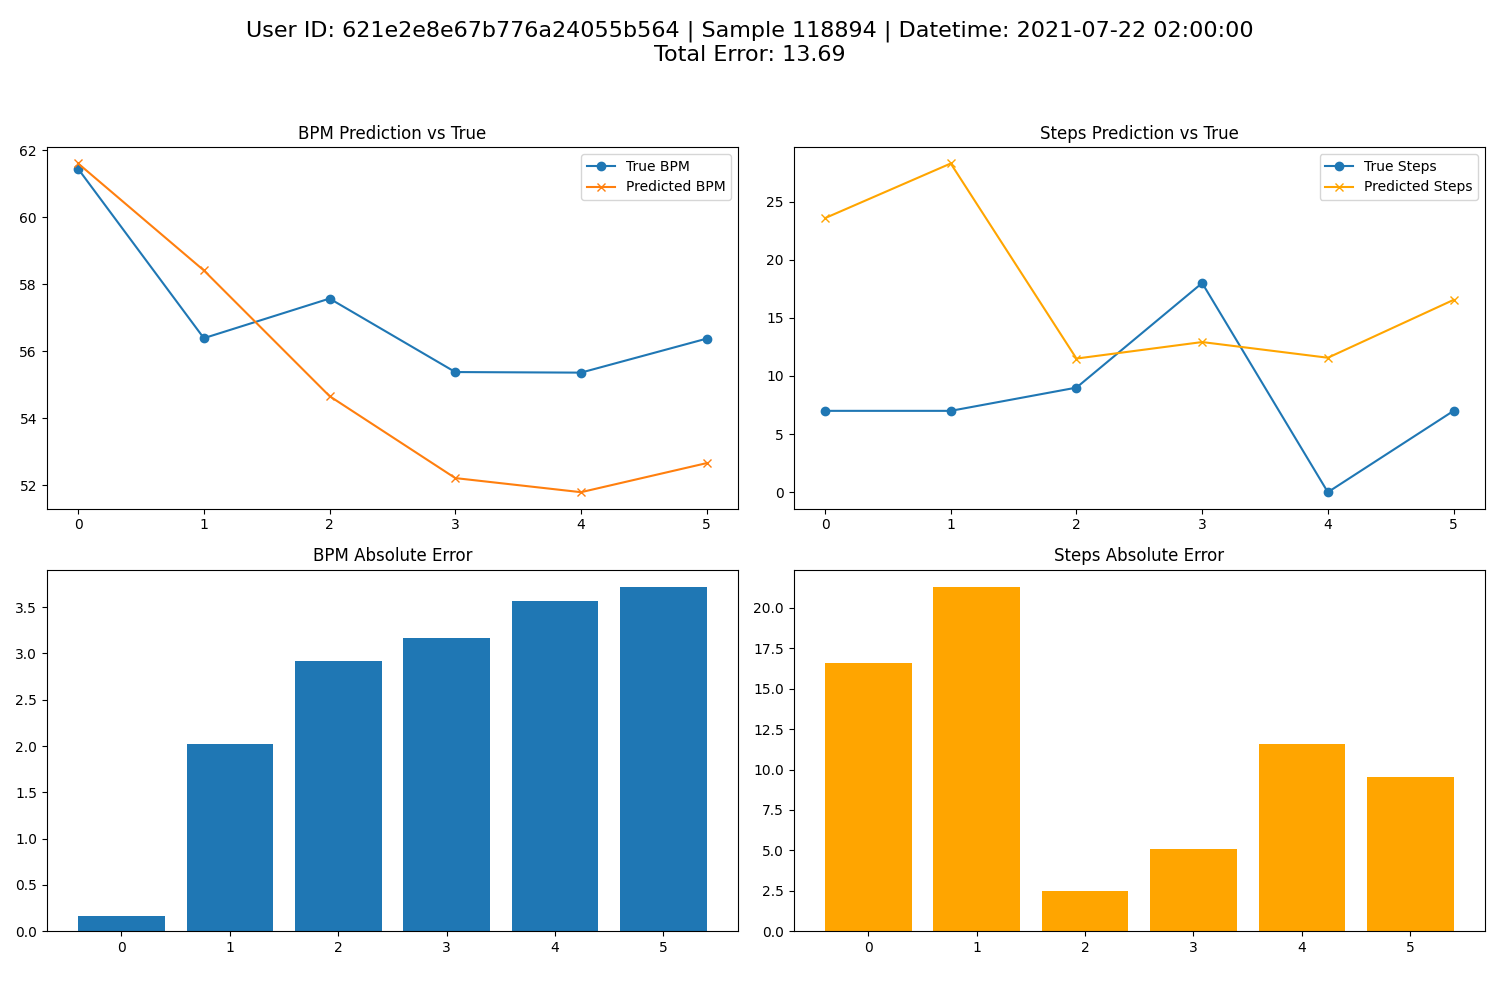 User ID: 621e2e8e67b776a24055b564 | Sample 118894 | Datetime: 2021-07-22 02:00:00
Total Error: 13.69
BPM Prediction vs True
True BPM
Predicted BPM
62
60
58
56
54
52
0 1 2 3 4 5
Steps Prediction vs True
True Steps
Predicted Steps
25
20
15
10
5
0
0 1 2 3 4 5
BPM Absolute Error
3.5
3.0
2.5
2.0
1.5
1.0
0.5
0.0
0 1 2 3 4 5
Steps Absolute Error
20.0
17.5
15.0
12.5
10.0
7.5
5.0
2.5
0.0
0 1 2 3 4 5